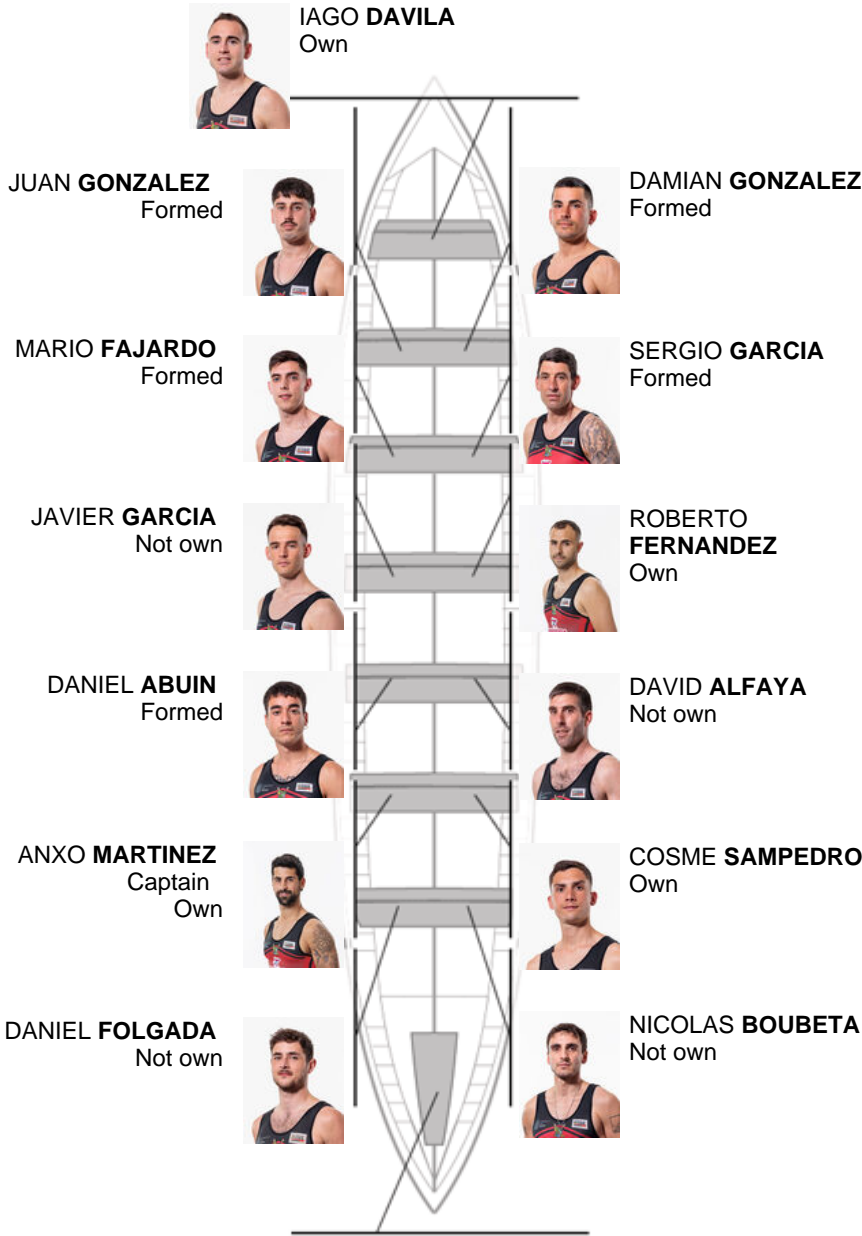 IAGO DAVILA
Own
JUAN GONZALEZ
Formed
DAMIAN GONZALEZ
Formed
MARIO FAJARDO
Formed
SERGIO GARCIA
Formed
JAVIER GARCIA
Not own
ROBERTO
FERNANDEZ
Own
DANIEL ABUIN
Formed
DAVID ALFAYA
Not own
ANXO MARTINEZ
Captain
Own
COSME SAMPEDRO
Own
DANIEL FOLGADA
Not own
NICOLAS BOUBETA
Not own